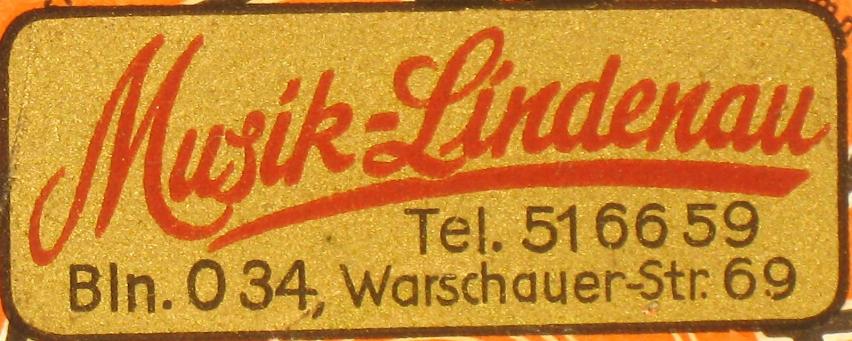 Musik-Lindenau
Tel. 51 66 59
Bln. O 34, Warschauer-Str. 69